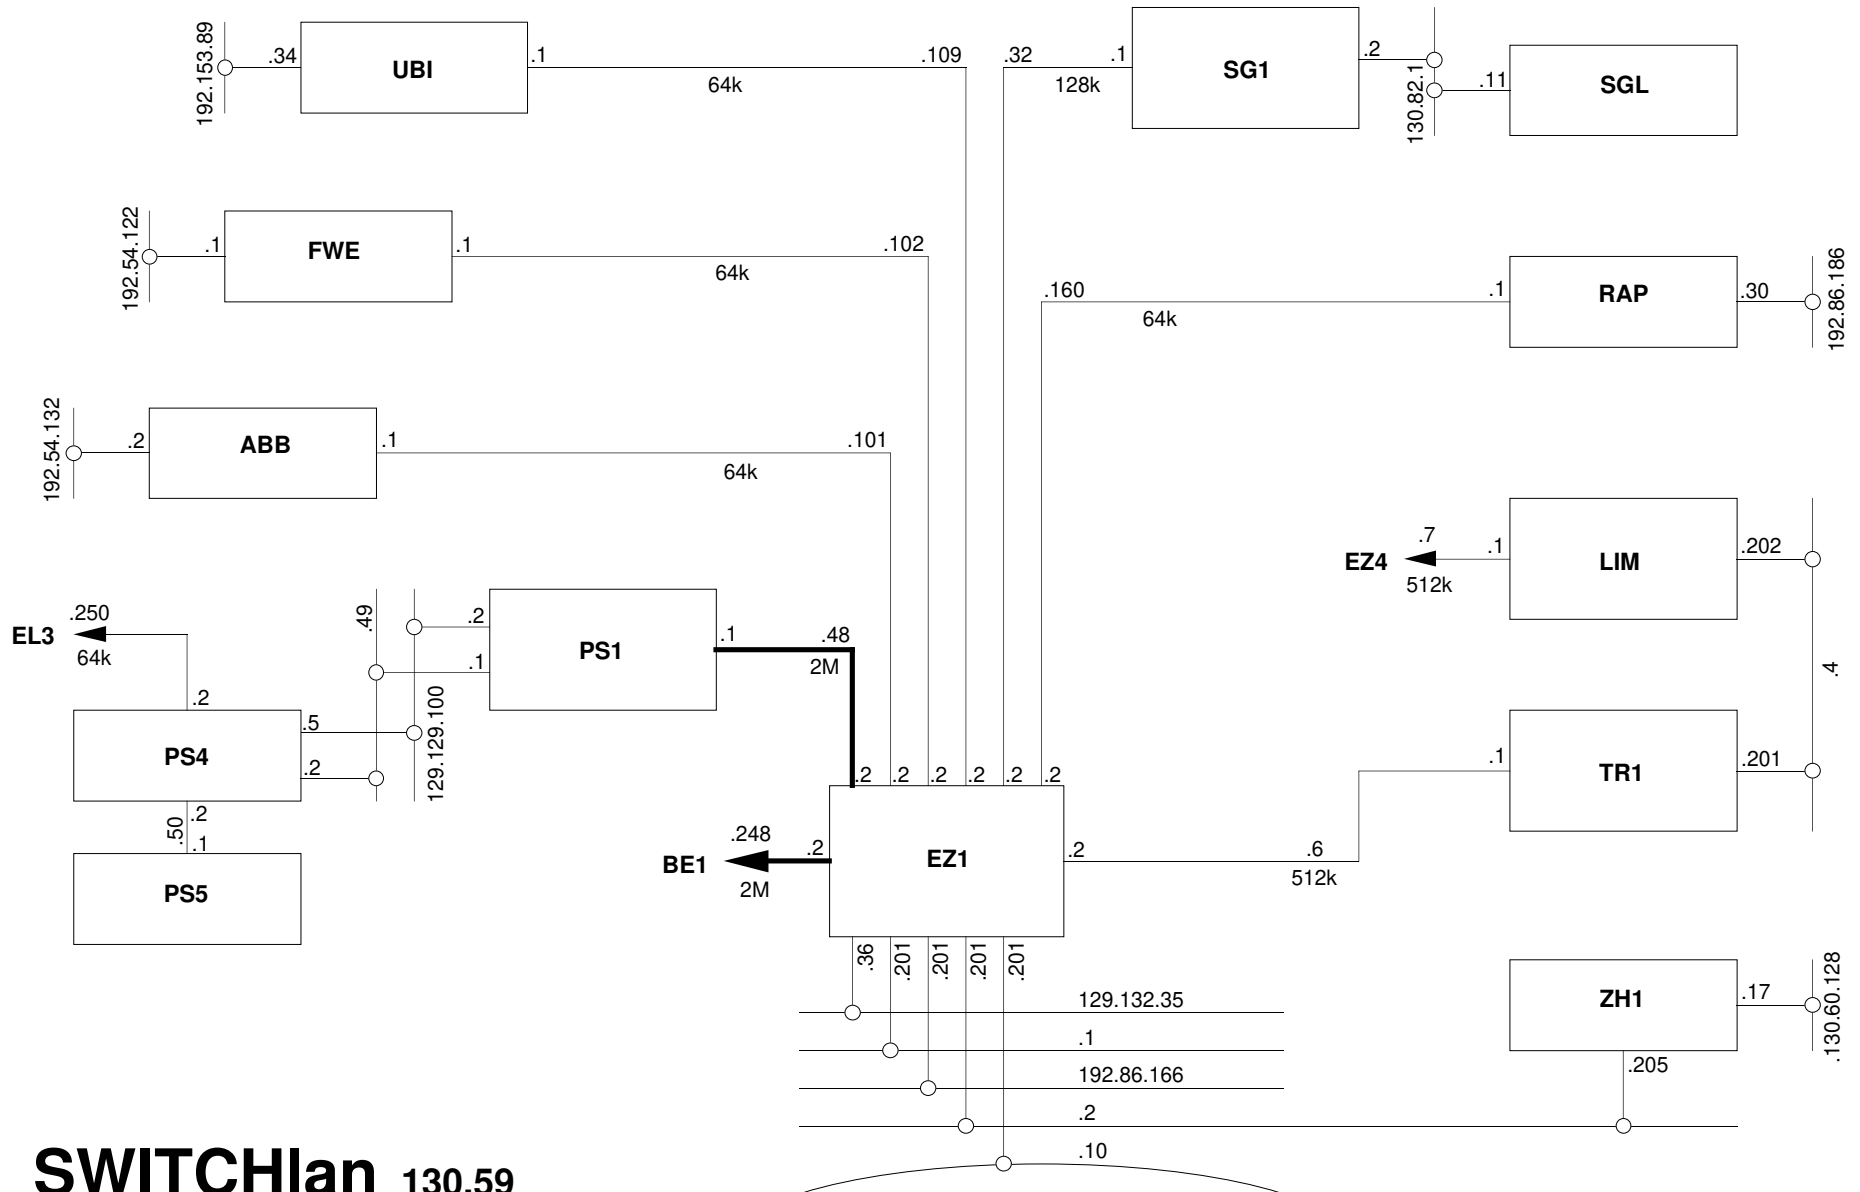 192.153.89
.34
UBI
.1
64k
.109
.32
128k
.1
SG1
.2
130.82.1
.11
SGL
192.54.122
.1
FWE
.1
64k
.102
.160
64k
.1
RAP
.30
192.86.186
192.54.132
.2
ABB
.1
64k
.101
EZ4
.7
512k
.1
LIM
.202
.4
EL3
.250
64k
.49
.2
.1
PS1
.1
.48
2M
129.129.100
.2
PS4
.5
.2
.2
.50
.1
PS5
.2
.2
.2
.2
.2
.2
BE1
.248
2M
.2
EZ1
.2
.6
512k
.1
TR1
.201
.36
.201
.201
.201
.201
129.132.35
.1
192.86.166
.2
.10
ZH1
.17
.130.60.128
.205
SWITCHlan 130.59